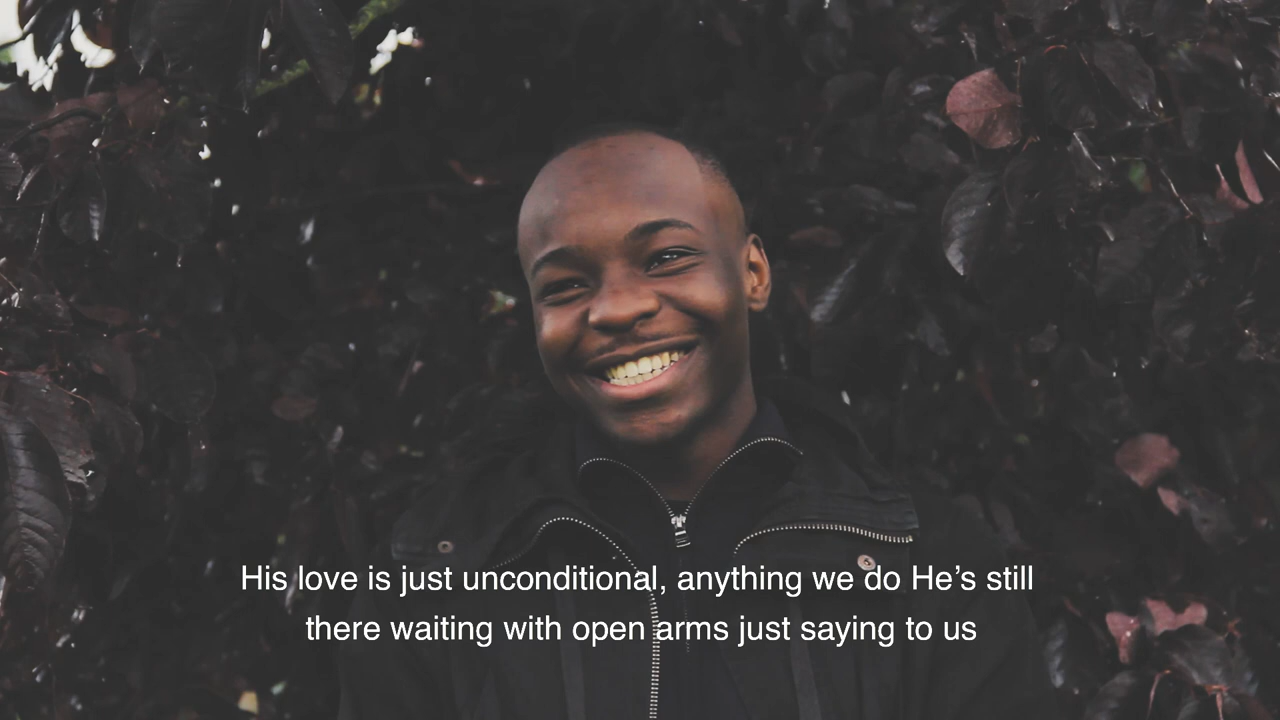 His love is just unconditional, anything we do He’s still
there waiting with open arms just saying to us